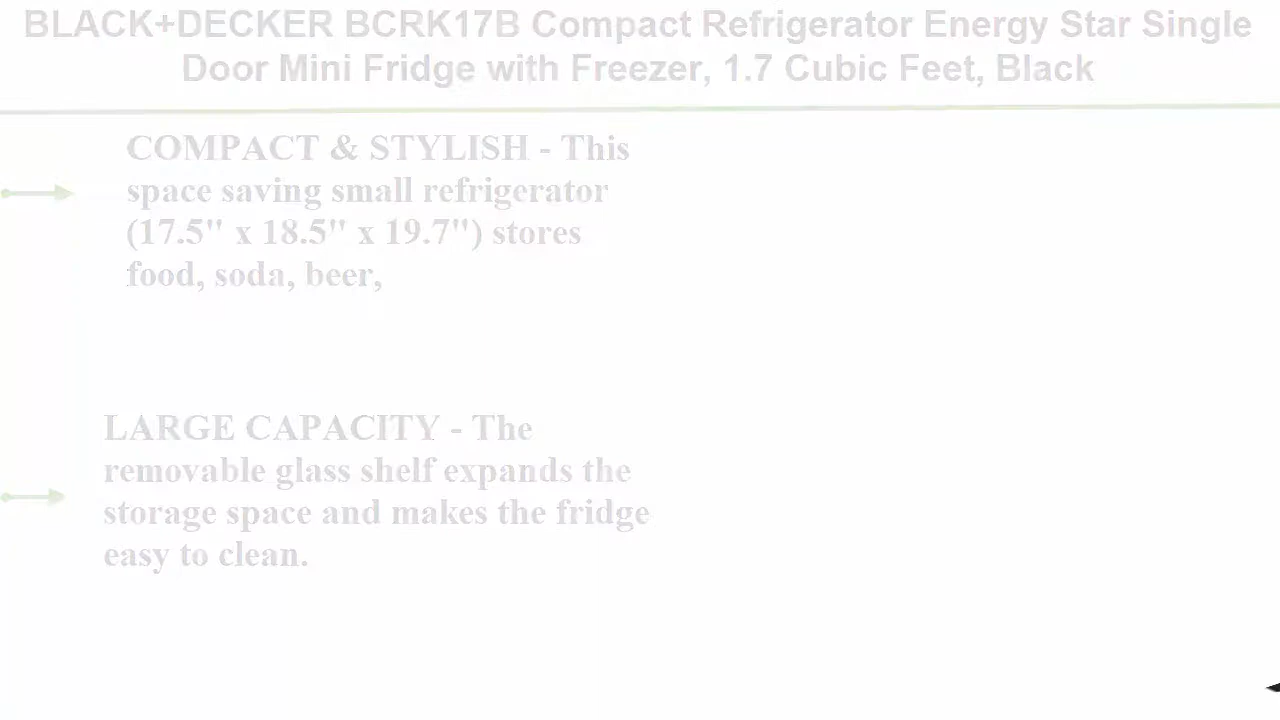 BLACK+DECKER BCRK17B Compact Refrigerator Energy Star Single
Door Mini Fridge with Freezer, 1.7 Cubic Feet, Black
COMPACT & STYLISH - This
space saving small refrigerator
(17.5" x 18.5" x 19.7") stores
food, soda, beer,
LARGE CAPACITY - The
removable glass shelf expands the
storage space and makes the fridge
easy to clean.